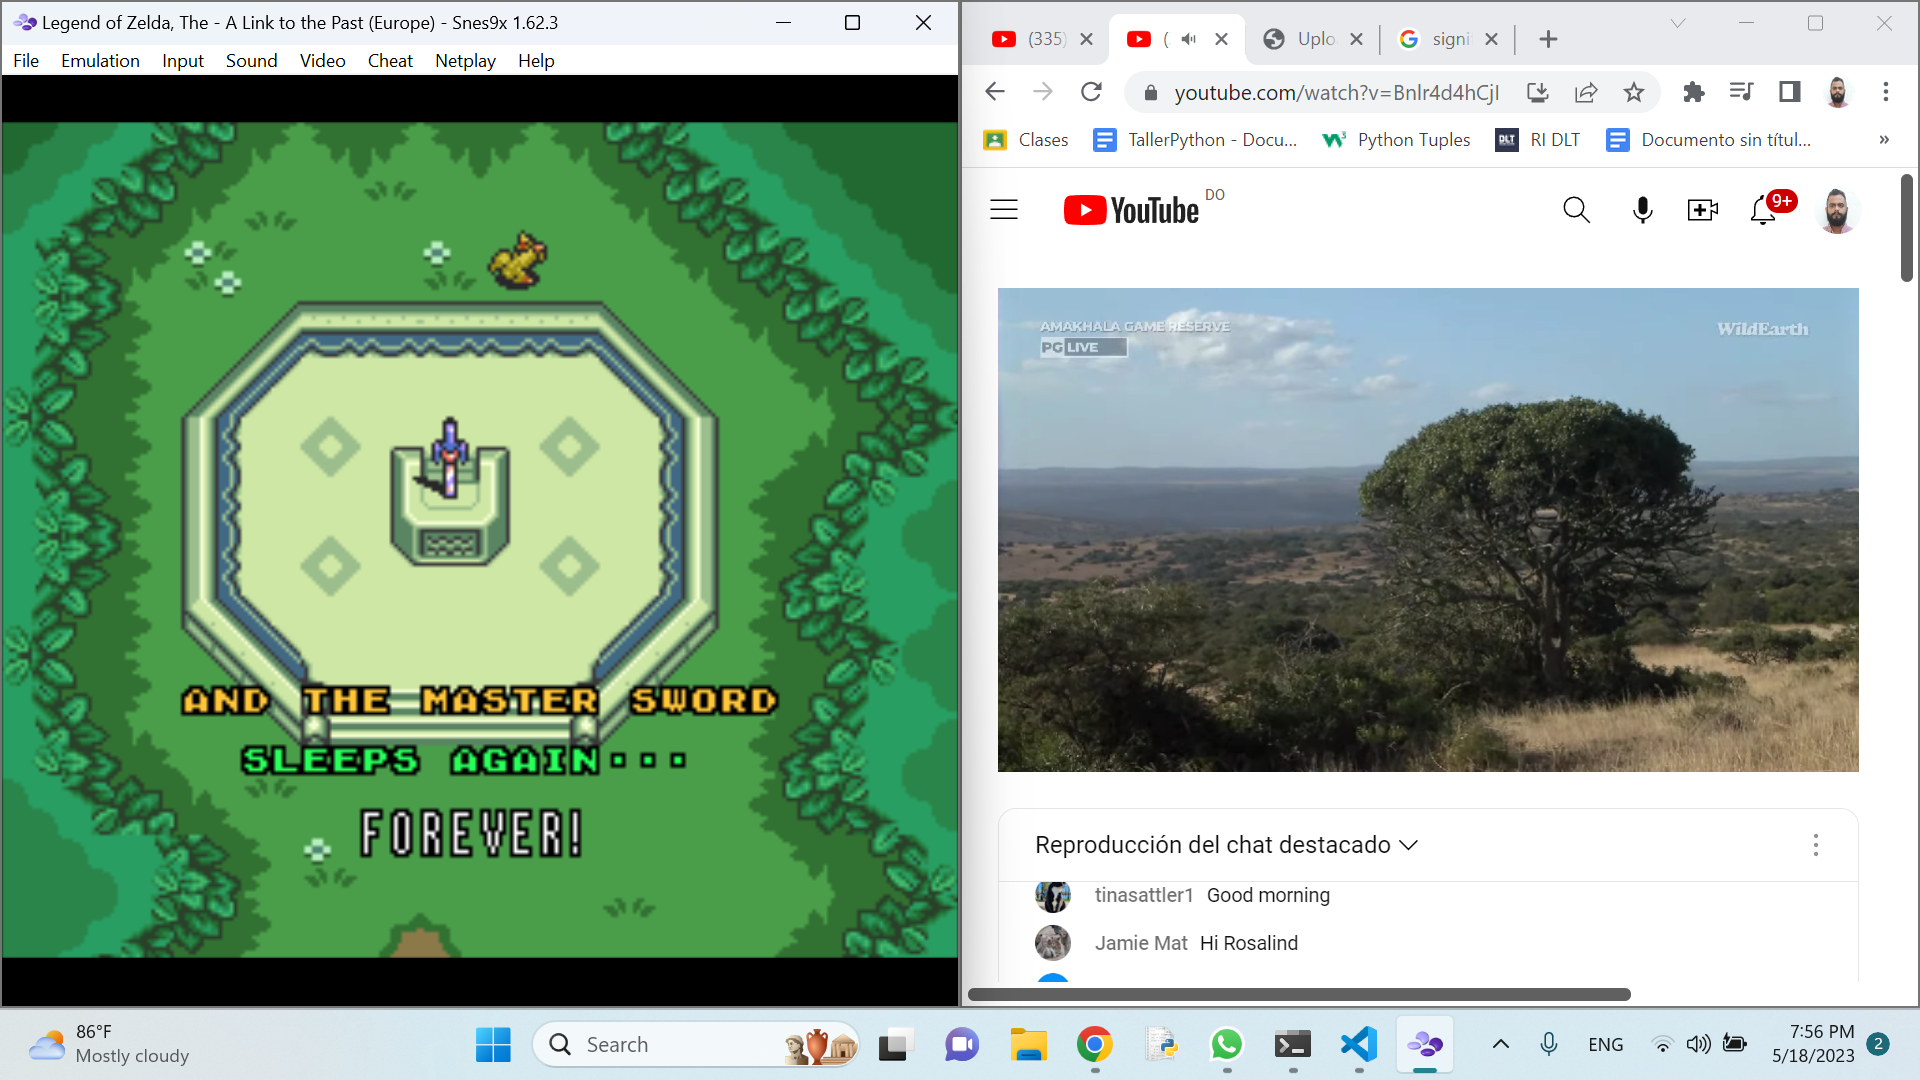 Legend of Zelda, The - A Link to the Past (Europe) - Snes9x 1.62.3
File Emulation Input Sound Video Cheat Netplay Help
AND THE MASTER SWORD
SLEEPS AGAIN...
FOREVER!
(335) ( Uplo signi
youtube.com/watch?v=Bnlr4d4hCjI
Clases TallerPython - Docu... Python Tuples DLT RI DLT Documento sin títul... »
YouTube DO 9+
AMAKHALA GAME RESERVE
PG LIVE
WildEarth
Reproducción del chat destacado
tinasattler1 Good morning
Jamie Mat Hi Rosalind
86°F
Mostly cloudy
Search
ENG
7:56 PM
5/18/2023
2